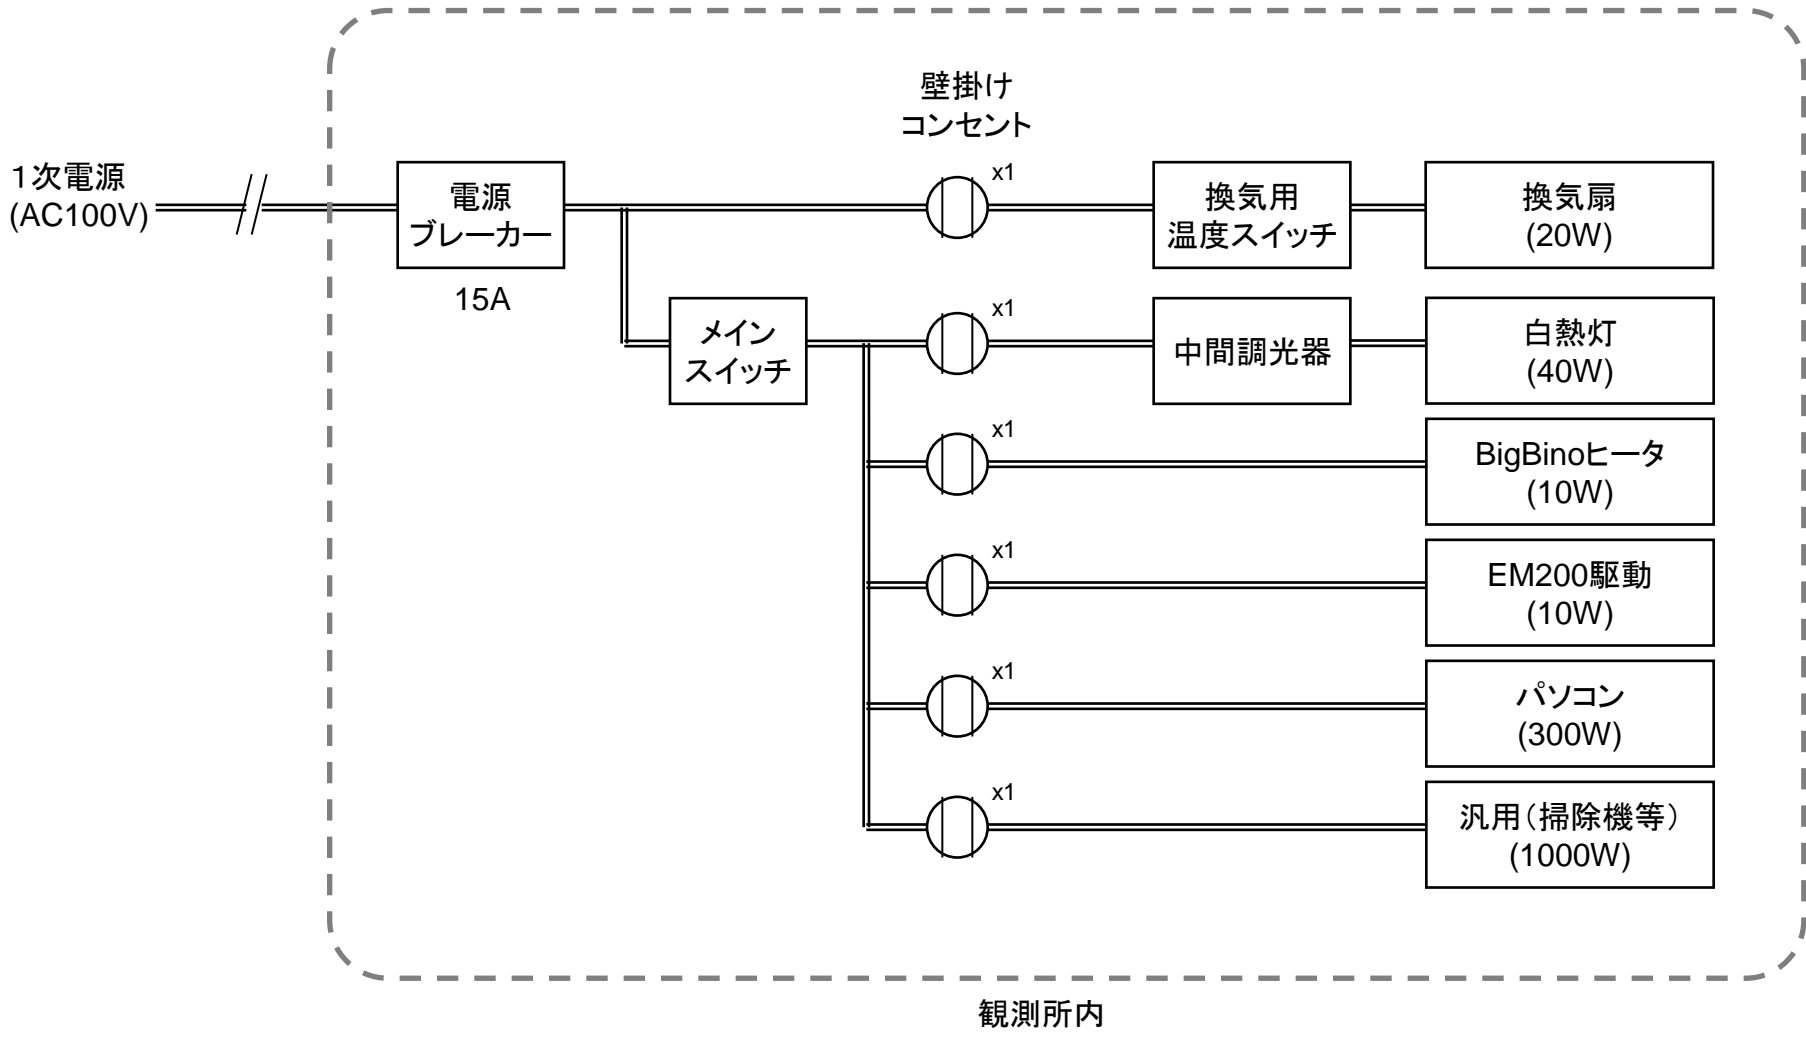 壁掛け
コンセント
１次電源
(AC100V)
電源
ブレーカー
15A
x1
換気用
温度スイッチ
換気扇
(20W)
メイン
スイッチ
x1
中間調光器
白熱灯
(40W)
x1
BigBinoヒータ
(10W)
x1
EM200駆動
(10W)
x1
パソコン
(300W)
x1
汎用（掃除機等）
(1000W)
観測所内